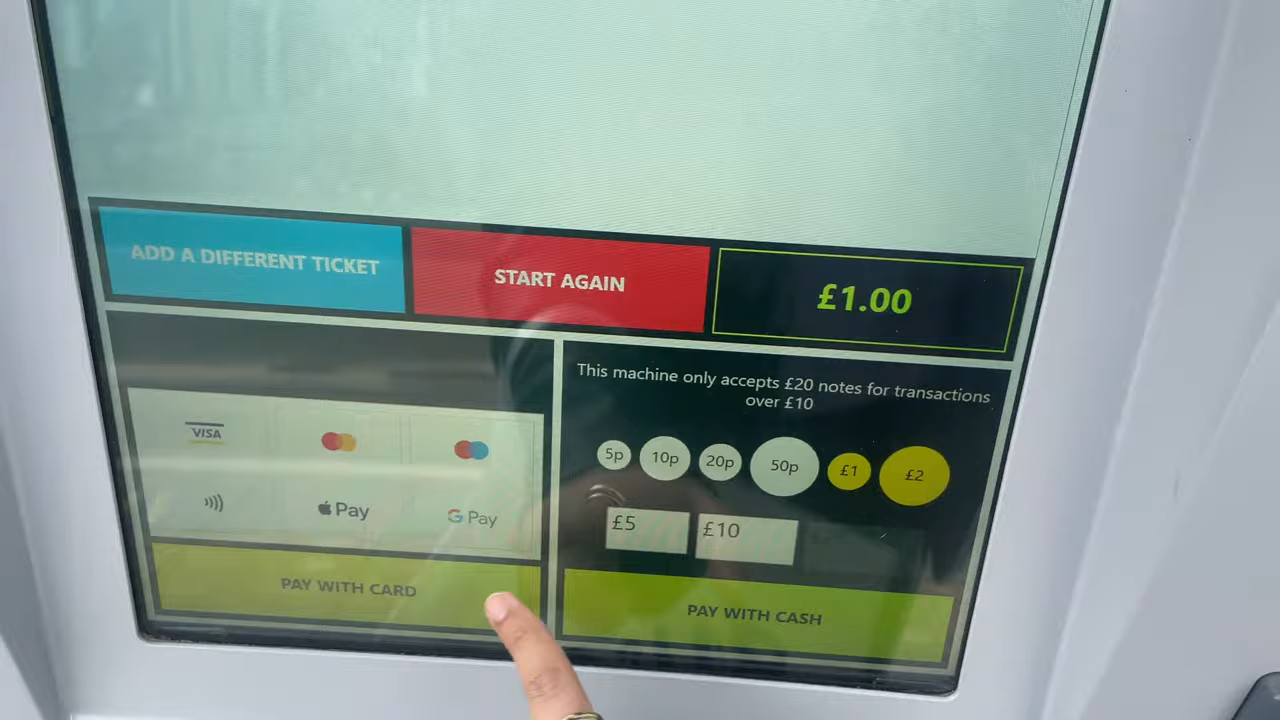 ADD A DIFFERENT TICKET
START AGAIN
£1.00
This machine only accepts £20 notes for transactions
over £10
VISA
5p 10p 20p 50p £1 £2
Pay
G Pay
£5 £10
PAY WITH CARD
PAY WITH CASH